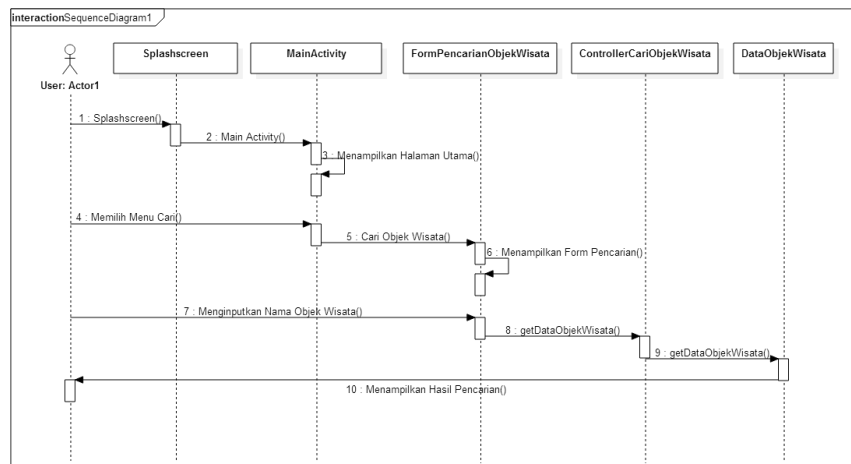 interactionSequenceDiagram1
Splashscreen
MainActivity
FormPencarianObjekWisata
ControllerCariObjekWisata
DataObjekWisata
User: Actor1
1 : Splashscreen()
2 : Main Activity()
3 : Menampilkan Halaman Utama()
4 : Memilih Menu Cari()
5 : Cari Objek Wisata()
6 : Menampilkan Form Pencarian()
7 : Menginputkan Nama Objek Wisata()
8 : getDataObjekWisata()
9 : getDataObjekWisata()
10 : Menampilkan Hasil Pencarian()